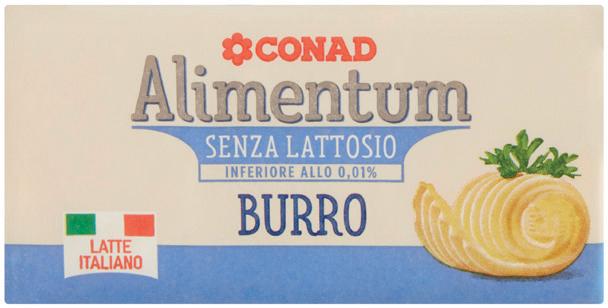 CONAD
Alimentum
SENZA LATTOSIO
INFERIORE ALLO 0,01%
BURRO
LATTE
ITALIANO